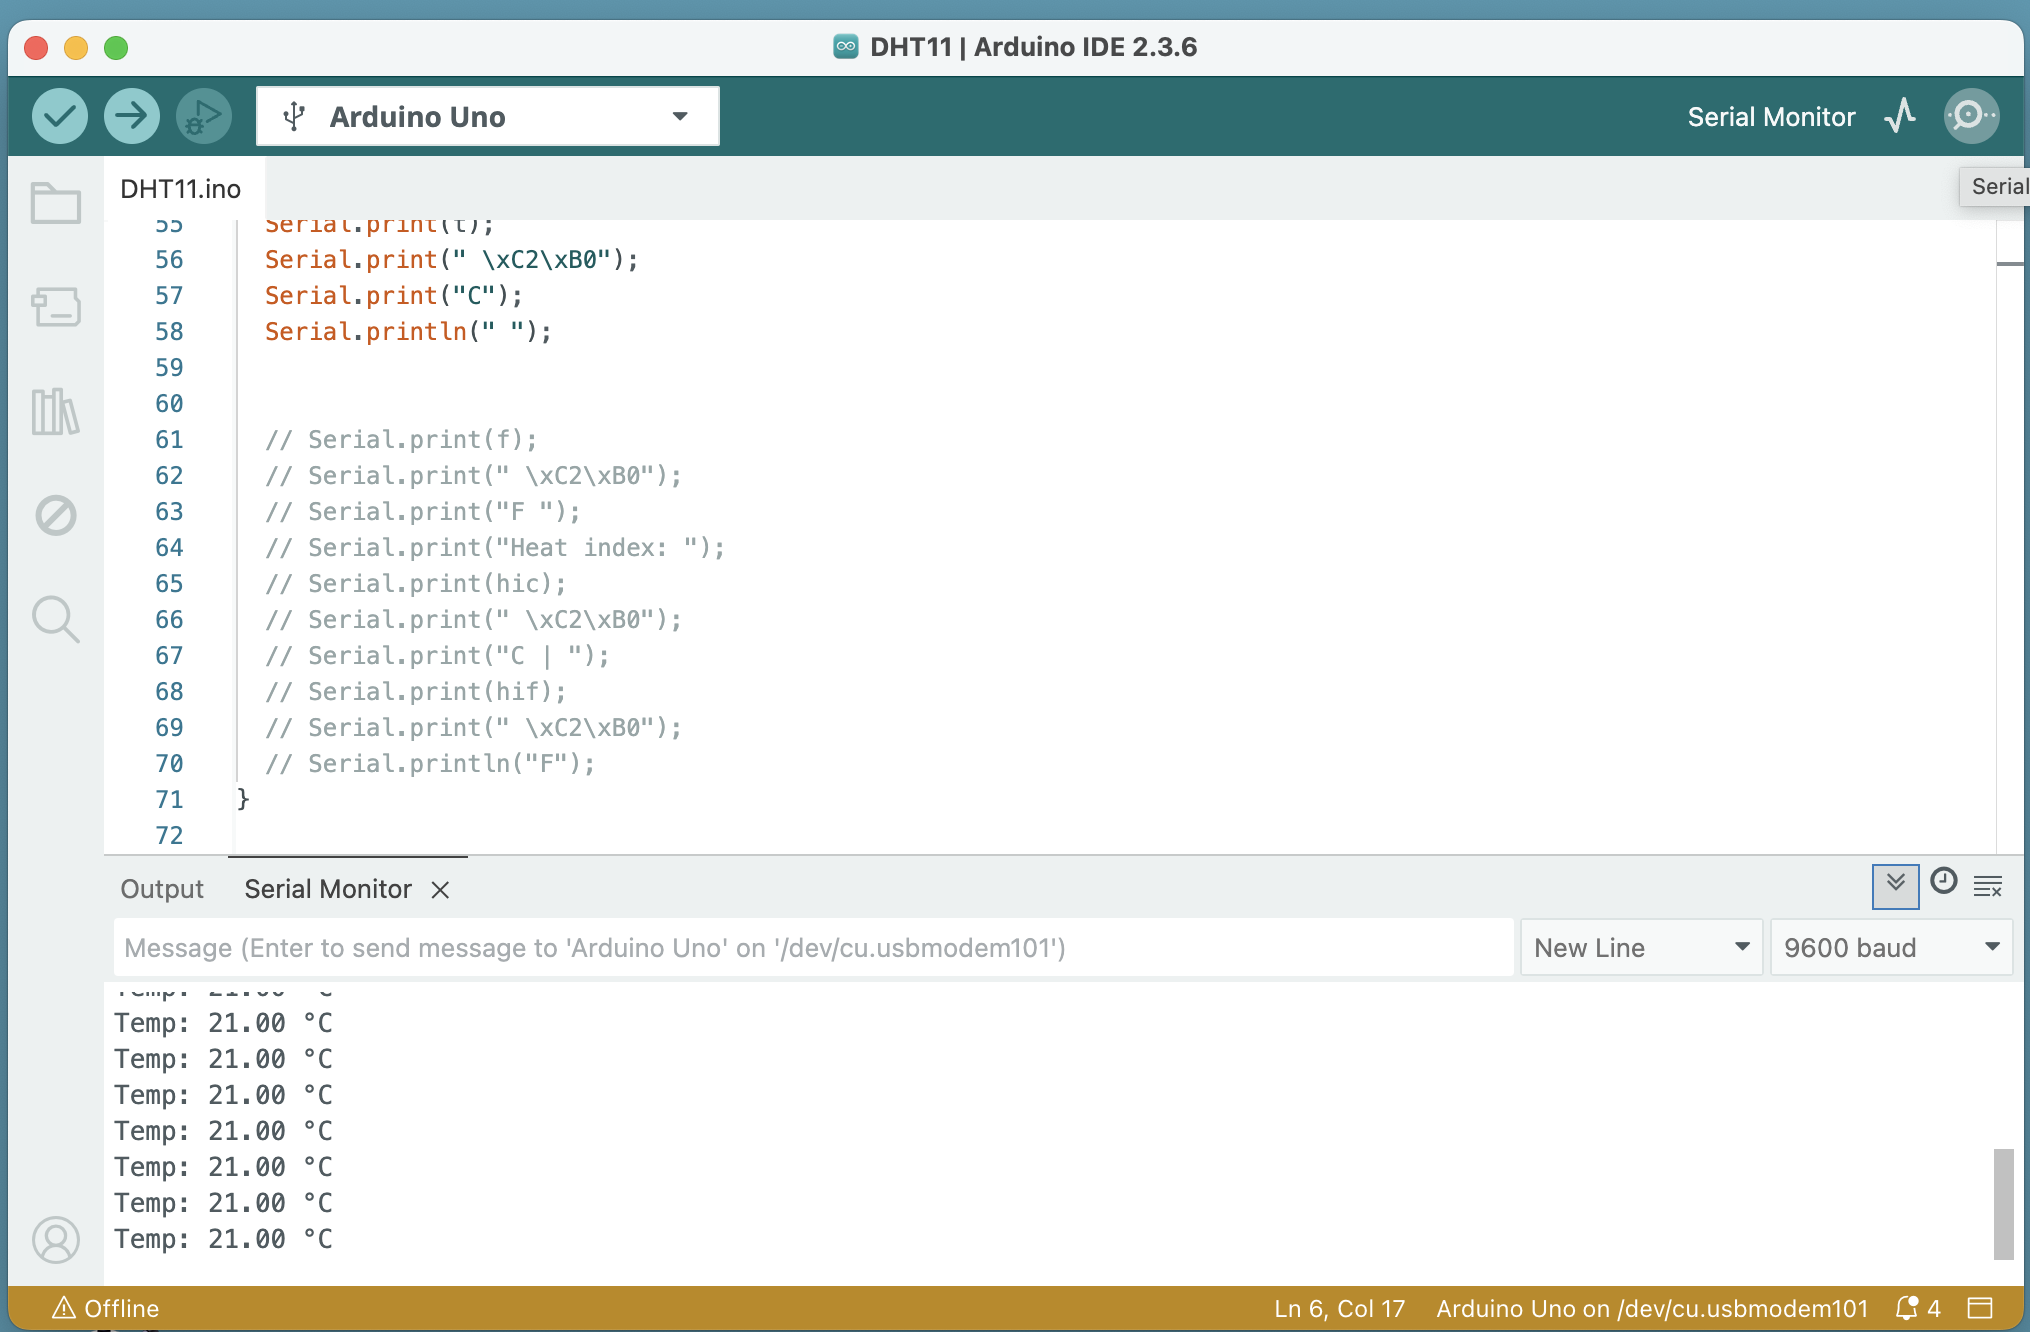 DHT11 | Arduino IDE 2.3.6
Arduino Uno
Serial Monitor
DHT11.ino
Serial
55 Serial.print(t);
56 Serial.print(" \xC2\xB0");
57 Serial.print("C");
58 Serial.println(" ");
59
60
61 // Serial.print(f);
62 // Serial.print(" \xC2\xB0");
63 // Serial.print("F ");
64 // Serial.print("Heat index: ");
65 // Serial.print(hic);
66 // Serial.print(" \xC2\xB0");
67 // Serial.print("C | ");
68 // Serial.print(hif);
69 // Serial.print(" \xC2\xB0");
70 // Serial.println("F");
71 }
72
Output Serial Monitor
Message (Enter to send message to 'Arduino Uno' on '/dev/cu.usbmodem101')
New Line
9600 baud
Temp: 21.00 °C
Temp: 21.00 °C
Temp: 21.00 °C
Temp: 21.00 °C
Temp: 21.00 °C
Temp: 21.00 °C
Temp: 21.00 °C
Temp: 21.00 °C
Offline
Ln 6, Col 17 Arduino Uno on /dev/cu.usbmodem101 4